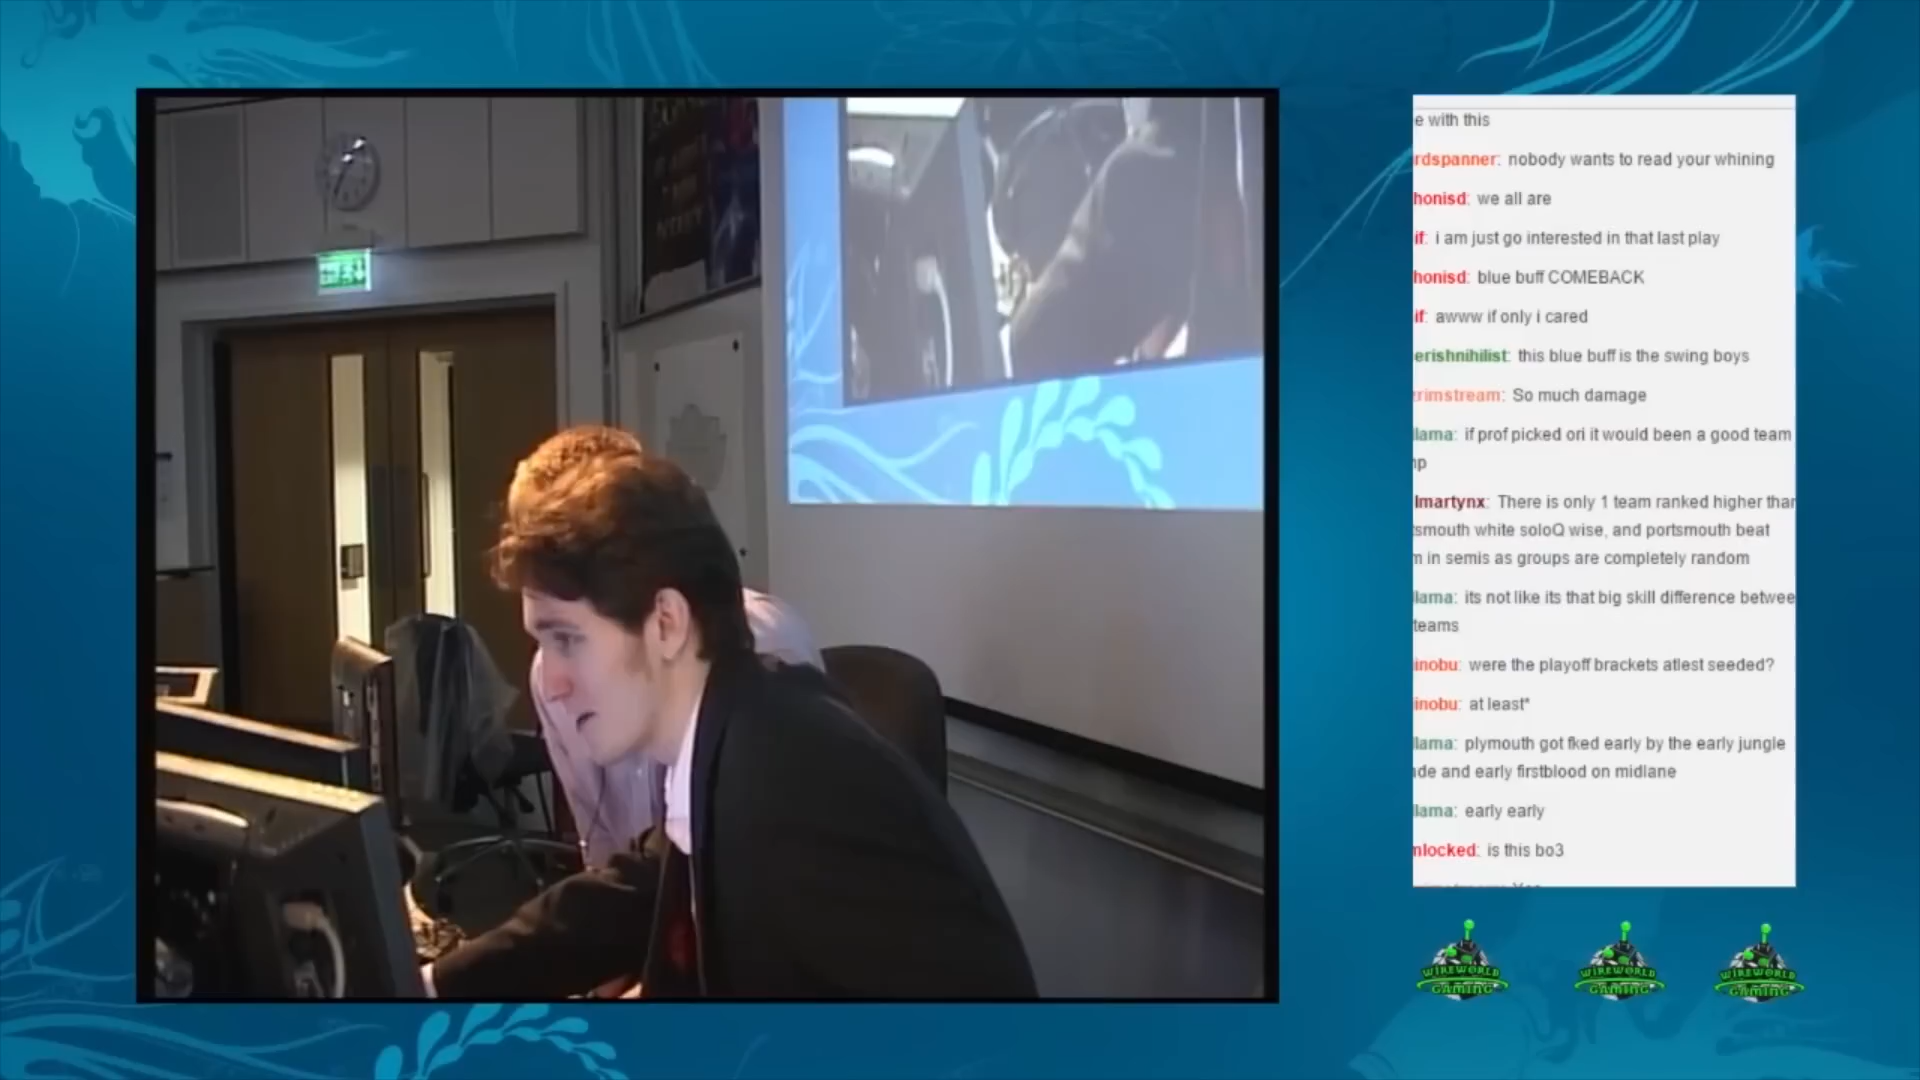 e with this
rdspanner: nobody wants to read your whining
honisd: we all are
if: i am just go interested in that last play
honisd: blue buff COMEBACK
if: awww if only i cared
erishnihilist: this blue buff is the swing boys
rimstream: So much damage
lama: if prof picked ori it would been a good team
np
lmartynx: There is only 1 team ranked higher than
smouth white soloQ wise, and portsmouth beat
m in semis as groups are completely random
lama: its not like its that big skill difference betwee
teams
inobu: were the playoff brackets atlest seeded?
inobu: at least*
lama: plymouth got fked early by the early jungle
ide and early firstblood on midlane
lama: early early
nlocked: is this bo3
WIREWORLD
GAMING
WIREWORLD
GAMING
WIREWORLD
GAMING